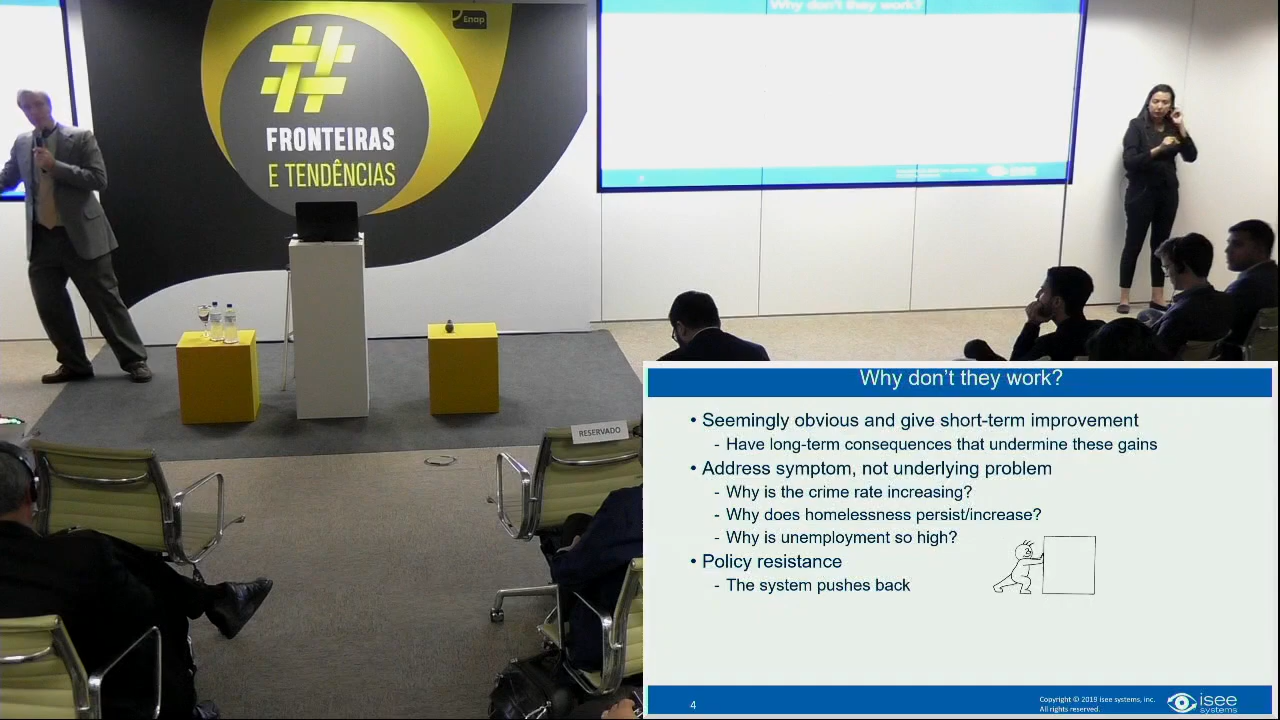 Enap
#
FRONTEIRAS
E TENDÊNCIAS
Why don't they work?
RESERVADO
Why don't they work?
• Seemingly obvious and give short-term improvement
- Have long-term consequences that undermine these gains
• Address symptom, not underlying problem
- Why is the crime rate increasing?
- Why does homelessness persist/increase?
- Why is unemployment so high?
• Policy resistance
- The system pushes back
4
Copyright © 2019 isee systems, inc.
All rights reserved.
isee
systems